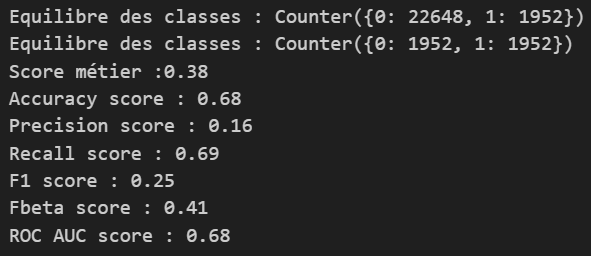 Equilibre des classes : Counter({0: 22648, 1: 1952})
Equilibre des classes : Counter({0: 1952, 1: 1952})
Score métier :0.38
Accuracy score : 0.68
Precision score : 0.16
Recall score : 0.69
F1 score : 0.25
Fbeta score : 0.41
ROC AUC score : 0.68